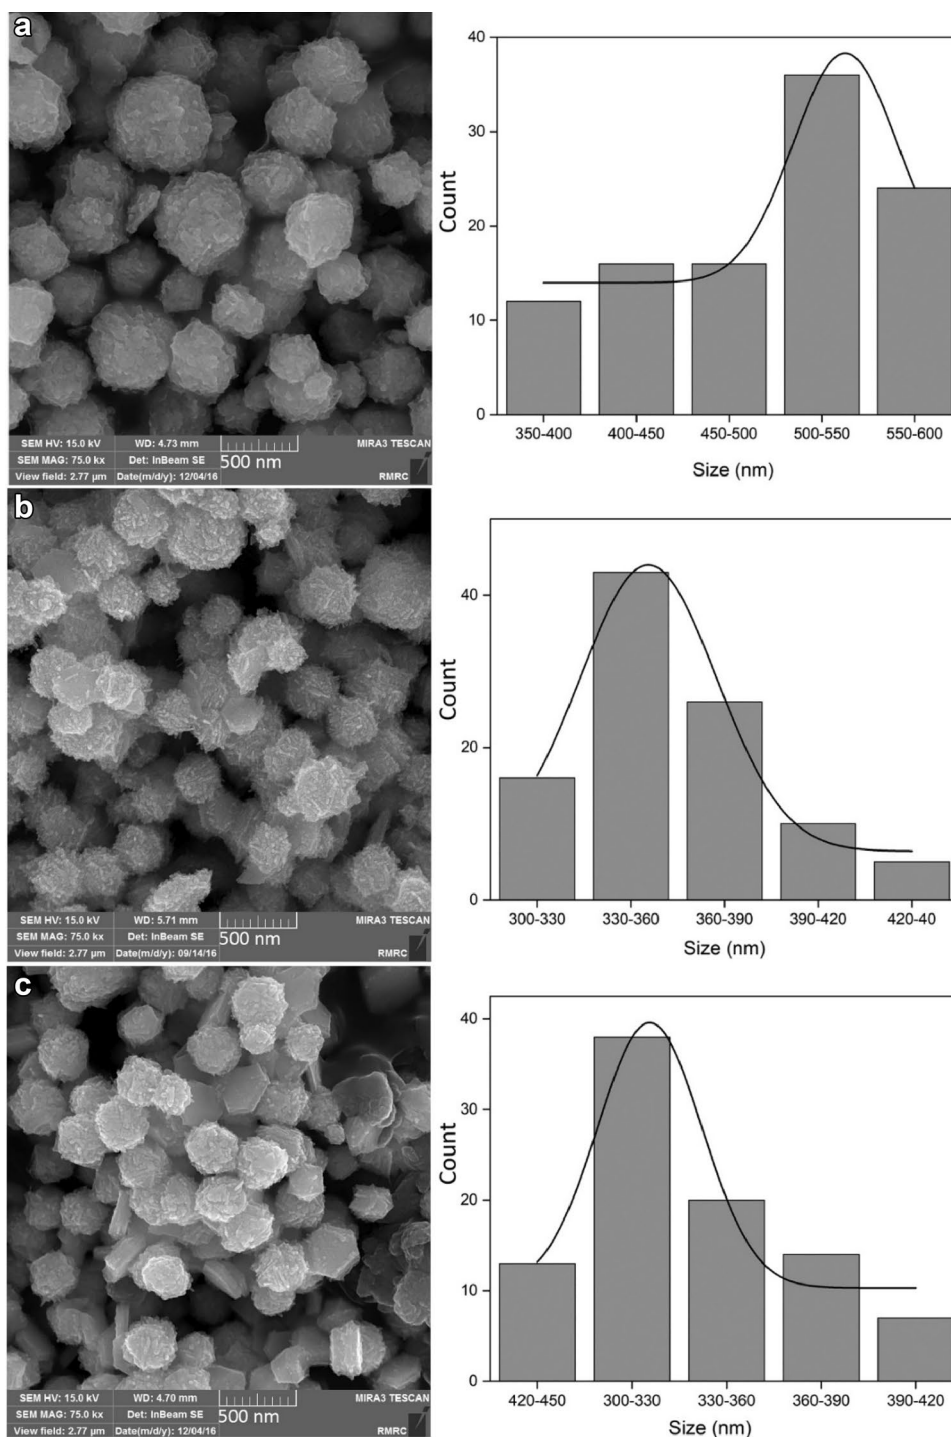 a
SEM HV: 15.0 kV WD: 4.73 mm MIRA3 TESCAN
SEM MAG: 75.0 kx Det: InBeam SE 500 nm
View field: 2.77 µm Date(m/d/y): 12/04/16 RMRC
40
30
20
10
0
Count
350-400 400-450 450-500 500-550 550-600
Size (nm)
b
SEM HV: 15.0 kV WD: 5.71 mm MIRA3 TESCAN
SEM MAG: 75.0 kx Det: InBeam SE 500 nm
View field: 2.77 µm Date(m/d/y): 09/14/16 RMRC
40
20
0
Count
300-330 330-360 360-390 390-420 420-40
Size (nm)
c
SEM HV: 15.0 kV WD: 4.70 mm MIRA3 TESCAN
SEM MAG: 75.0 kx Det: InBeam SE 500 nm
View field: 2.77 µm Date(m/d/y): 12/04/16 RMRC
40
30
20
10
0
Count
420-450 300-330 330-360 360-390 390-420
Size (nm)